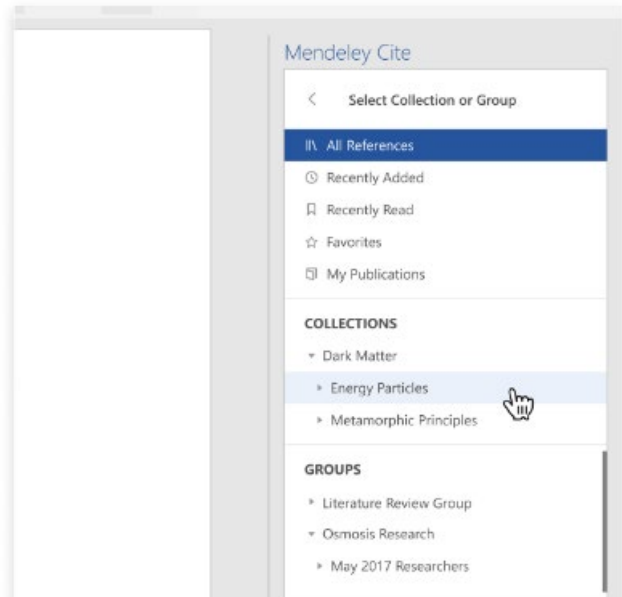 Mendeley Cite
Select Collection or Group
All References
Recently Added
Recently Read
Favorites
My Publications
COLLECTIONS
Dark Matter
Energy Particles
Metamorphic Principles
GROUPS
Literature Review Group
Osmosis Research
May 2017 Researchers